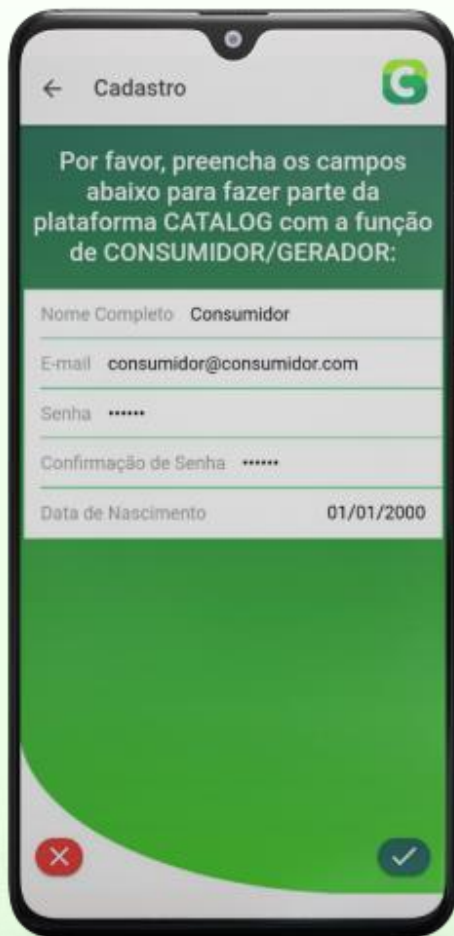 Cadastro
Por favor, preencha os campos
abaixo para fazer parte da
plataforma CATALOG com a função
de CONSUMIDOR/GERADOR:
Nome Completo Consumidor
E-mail consumidor@consumidor.com
Senha ••••••
Confirmação de Senha ••••••
Data de Nascimento 01/01/2000